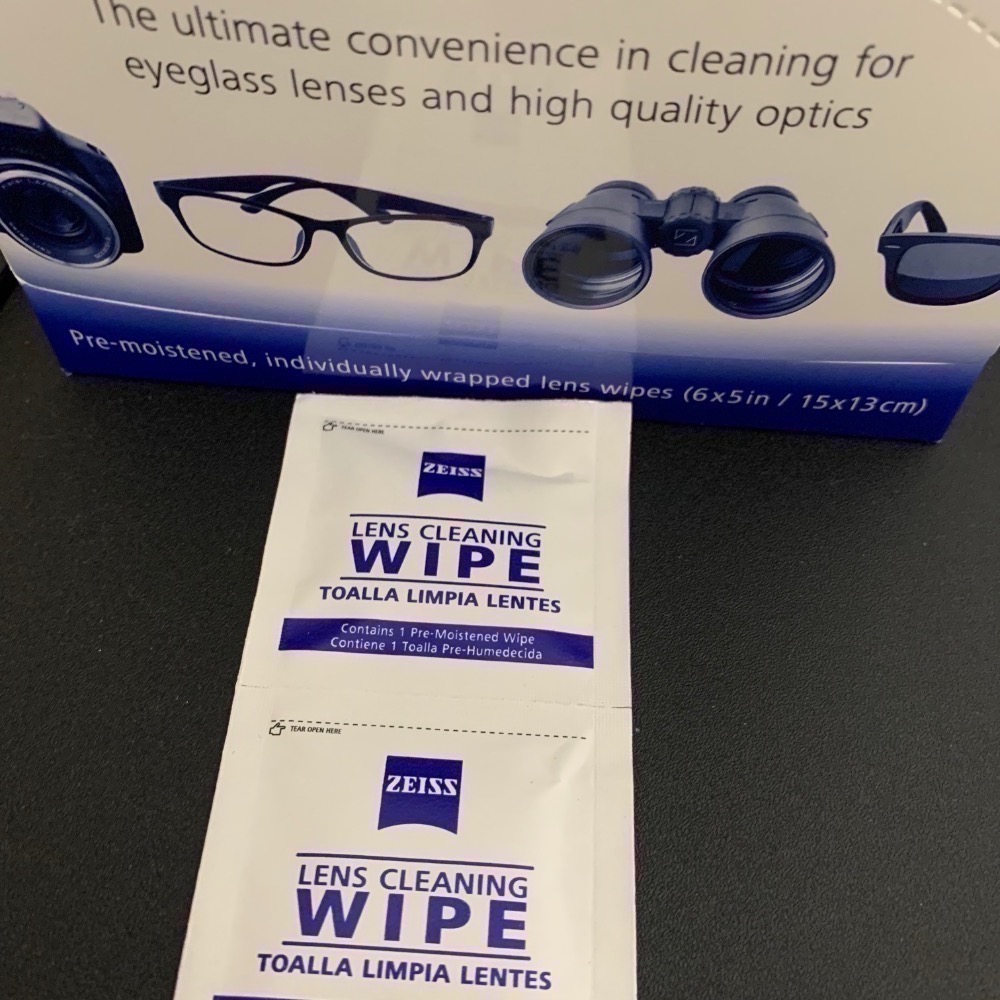 The ultimate convenience in cleaning for
eyeglass lenses and high quality optics
Pre-moistened, individually wrapped lens wipes (6x5in / 15x13cm)
TEAR OPEN HERE
ZEISS
LENS CLEANING
WIPE
TOALLA LIMPIA LENTES
Contains 1 Pre-Moistened Wipe
Contiene 1 Toalla Pre-Humedecida
TEAR OPEN HERE
ZEISS
LENS CLEANING
WIPE
TOALLA LIMPIA LENTES